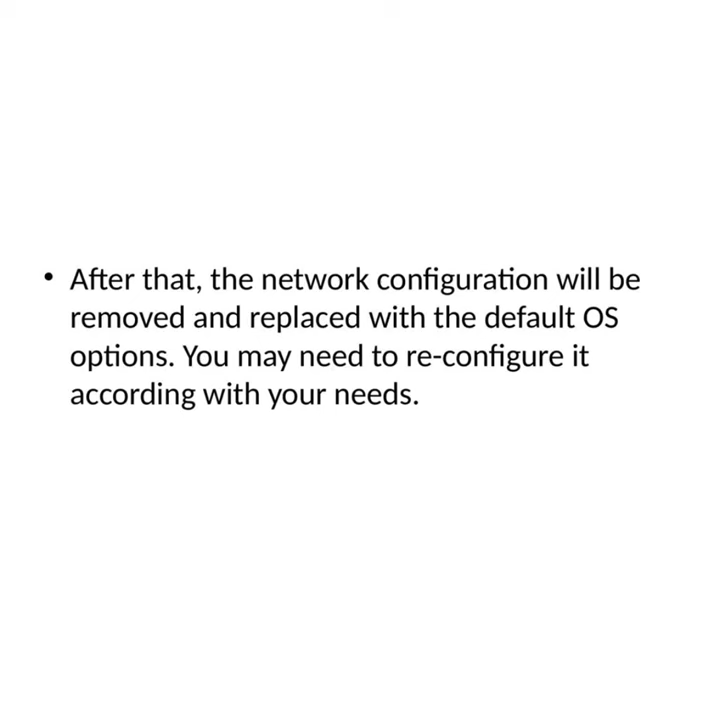 • After that, the network configuration will be
removed and replaced with the default OS
options. You may need to re-configure it
according with your needs.